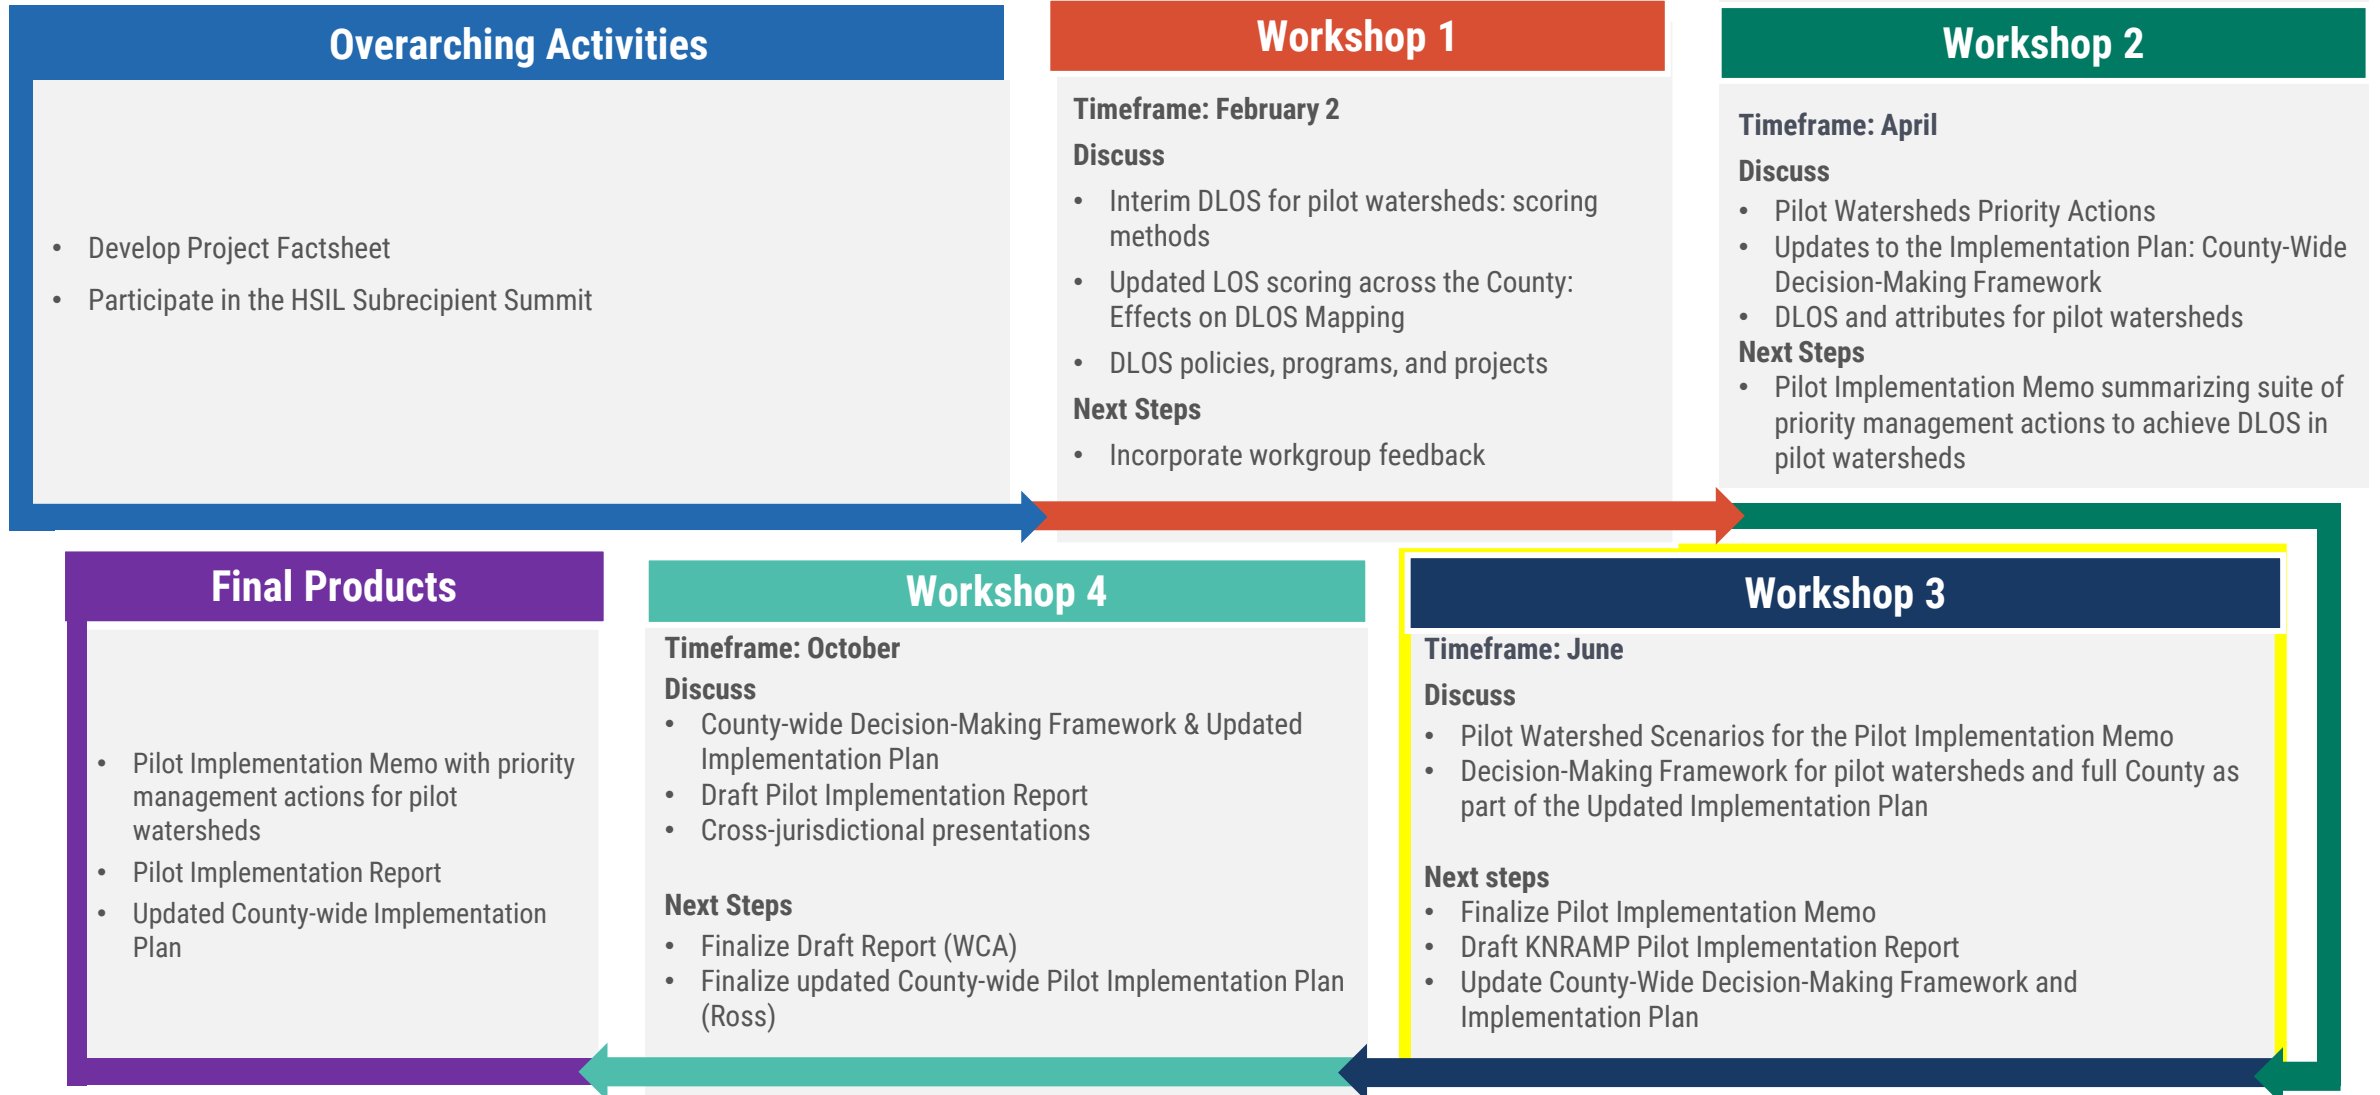 Overarching Activities
• Develop Project Factsheet
• Participate in the HSIL Subrecipient Summit
Workshop 1
Timeframe: February 2
Discuss
• Interim DLOS for pilot watersheds: scoring
methods
• Updated LOS scoring across the County:
Effects on DLOS Mapping
• DLOS policies, programs, and projects
Next Steps
• Incorporate workgroup feedback
Workshop 2
Timeframe: April
Discuss
• Pilot Watersheds Priority Actions
• Updates to the Implementation Plan: County-Wide
Decision-Making Framework
• DLOS and attributes for pilot watersheds
Next Steps
• Pilot Implementation Memo summarizing suite of
priority management actions to achieve DLOS in
pilot watersheds
Workshop 3
Timeframe: June
Discuss
• Pilot Watershed Scenarios for the Pilot Implementation Memo
• Decision-Making Framework for pilot watersheds and full County as
part of the Updated Implementation Plan
Next steps
• Finalize Pilot Implementation Memo
• Draft KNRAMP Pilot Implementation Report
• Update County-Wide Decision-Making Framework and
Implementation Plan
Workshop 4
Timeframe: October
Discuss
• County-wide Decision-Making Framework & Updated
Implementation Plan
• Draft Pilot Implementation Report
• Cross-jurisdictional presentations
Next Steps
• Finalize Draft Report (WCA)
• Finalize updated County-wide Pilot Implementation Plan
(Ross)
Final Products
• Pilot Implementation Memo with priority
management actions for pilot
watersheds
• Pilot Implementation Report
• Updated County-wide Implementation
Plan